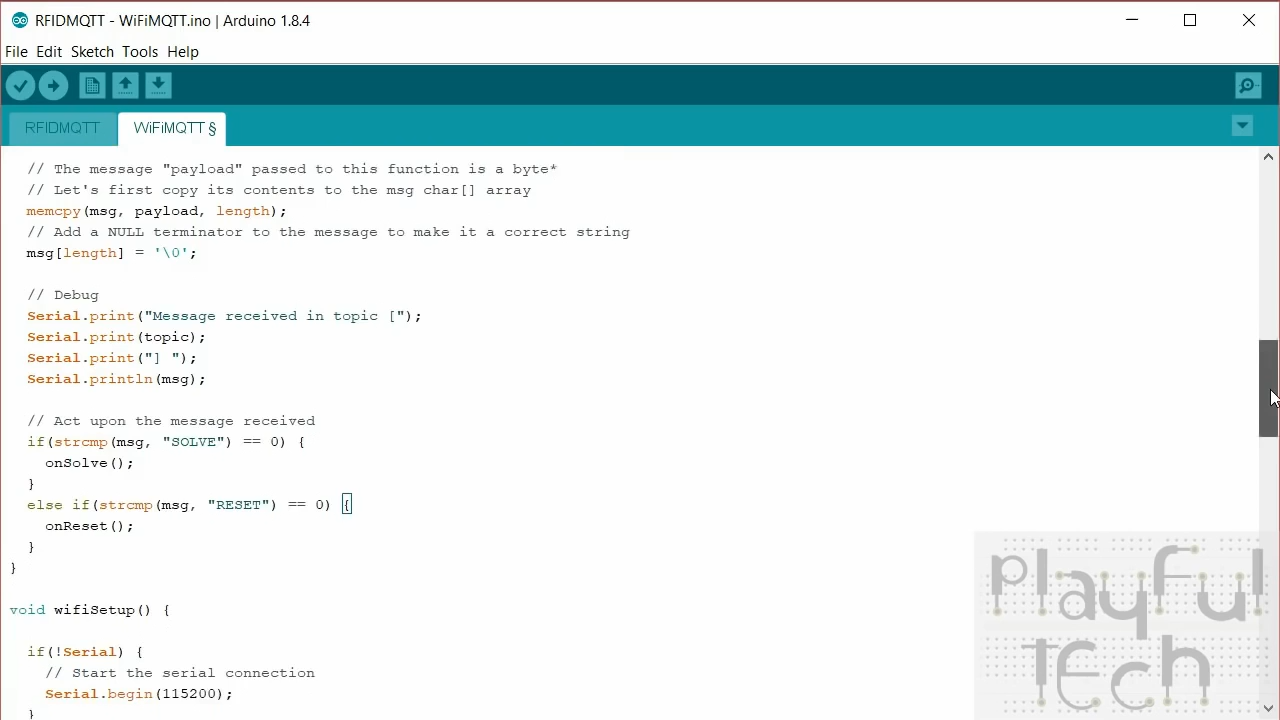 RFIDMQTT - WiFiMQTT.ino | Arduino 1.8.4
File Edit Sketch Tools Help
RFIDMQTT WiFiMQTT §
// The message "payload" passed to this function is a byte*
// Let's first copy its contents to the msg char[] array
memcpy(msg, payload, length);
// Add a NULL terminator to the message to make it a correct string
msg[length] = '\0';
// Debug
Serial.print("Message received in topic [");
Serial.print(topic);
Serial.print("] ");
Serial.println(msg);
// Act upon the message received
if(strcmp(msg, "SOLVE") == 0) {
onSolve();
}
else if(strcmp(msg, "RESET") == 0) {
onReset();
}
}
void wifiSetup() {
if(!Serial) {
// Start the serial connection
Serial.begin(115200);
}
playful
tech